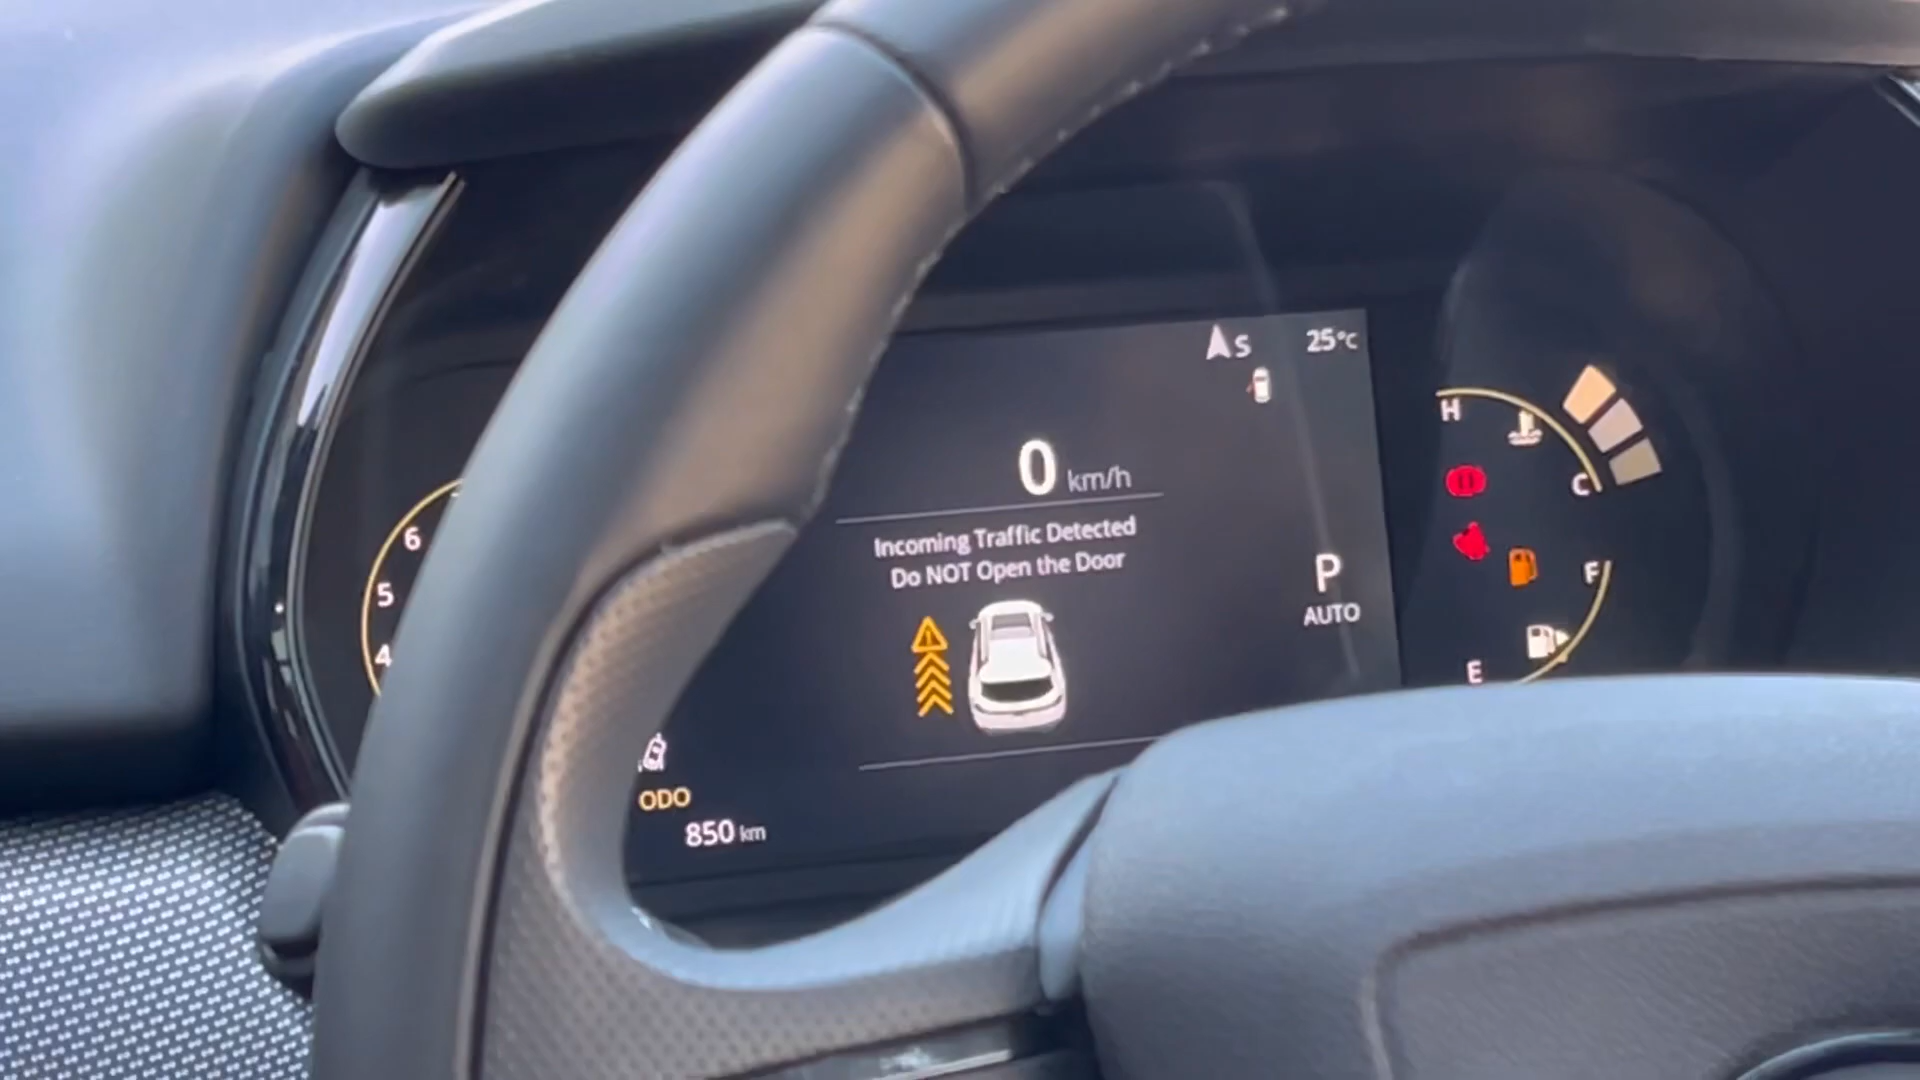 S 25°C
H
0 km/h
C
6
Incoming Traffic Detected
Do NOT Open the Door
5
P
F
AUTO
4
E
ODO
850 km